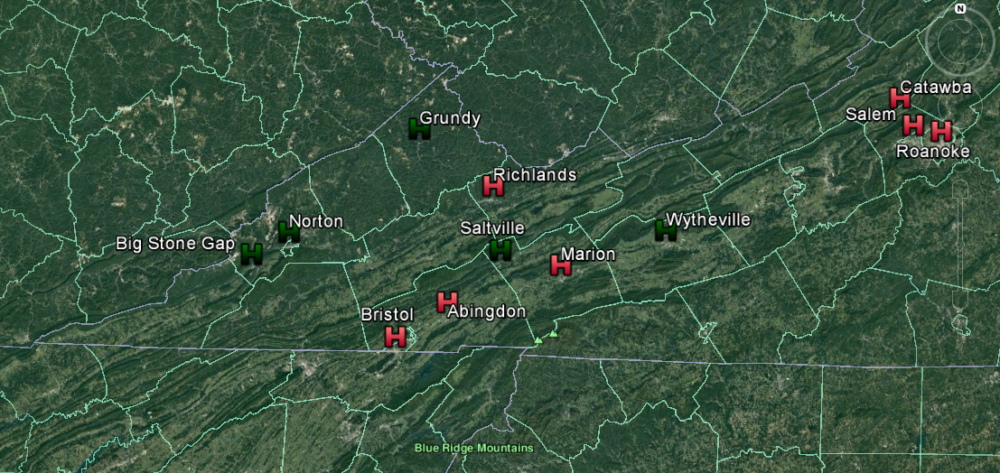 N
Catawba
Salem
Roanoke
Grundy
Richlands
Norton
Saltville
Wytheville
Big Stone Gap
Marion
Bristol
Abingdon
Blue Ridge Mountains
H
H
H
H
H
H
H
H
H
H
H
H